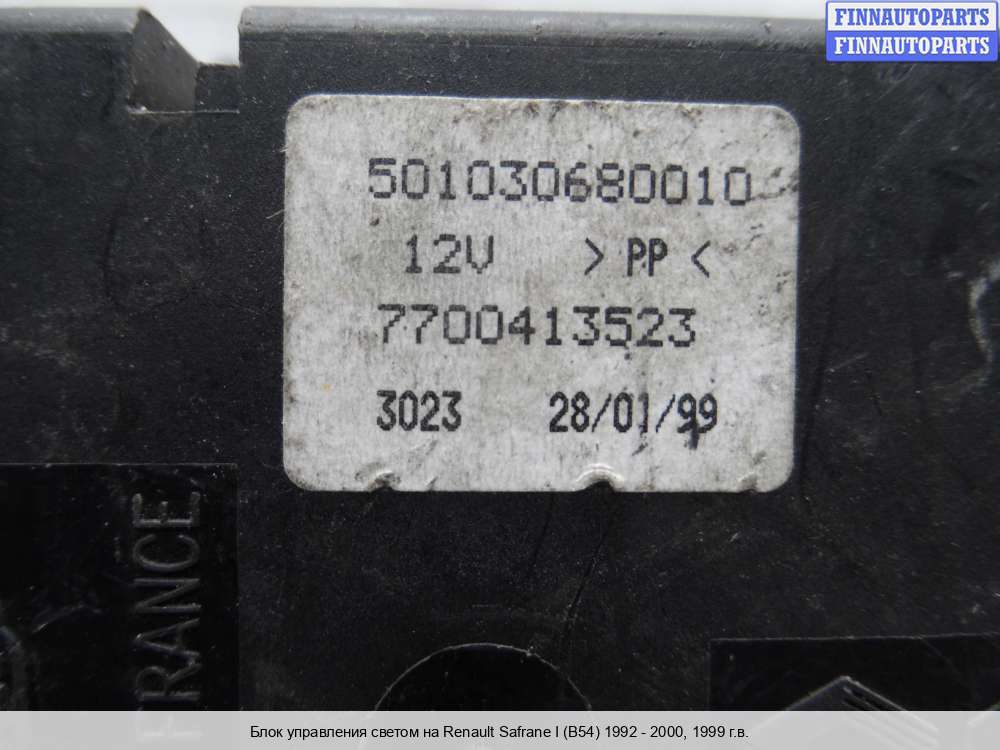 FINNAUTOPARTS
FINNAUTOPARTS
501030680010
12V >PP<
7700413523
3023 28/01/99
FRANCE
Блок управления светом на Renault Safrane I (B54) 1992 - 2000, 1999 г.в.